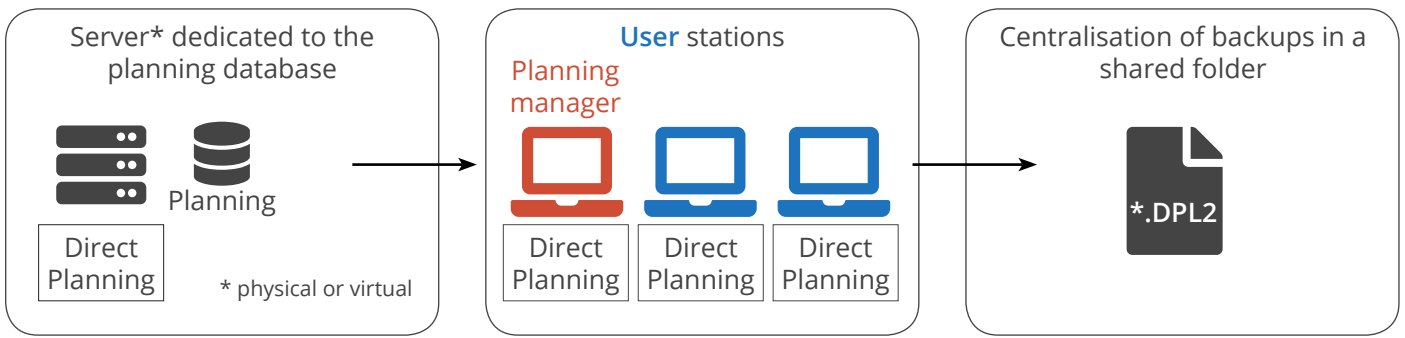 Server* dedicated to the
planning database
Planning
Direct
Planning
* physical or virtual
User stations
Planning
manager
Direct
Planning
Direct
Planning
Direct
Planning
Centralisation of backups in a
shared folder
*.DPL2